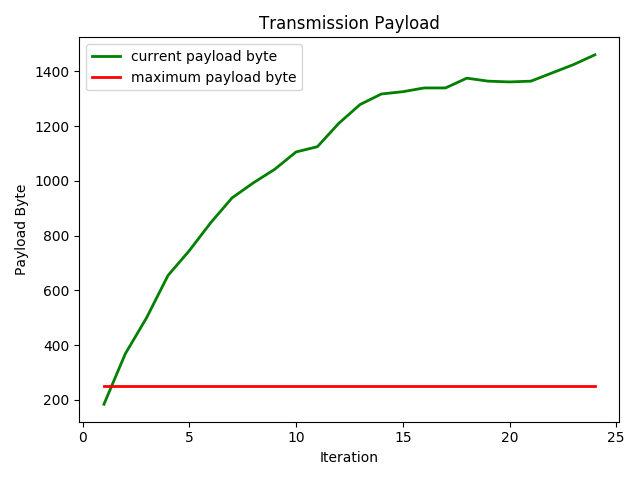 Transmission Payload
current payload byte
maximum payload byte
1400
1200
1000
800
600
400
200
Payload Byte
0 5 10 15 20 25
Iteration